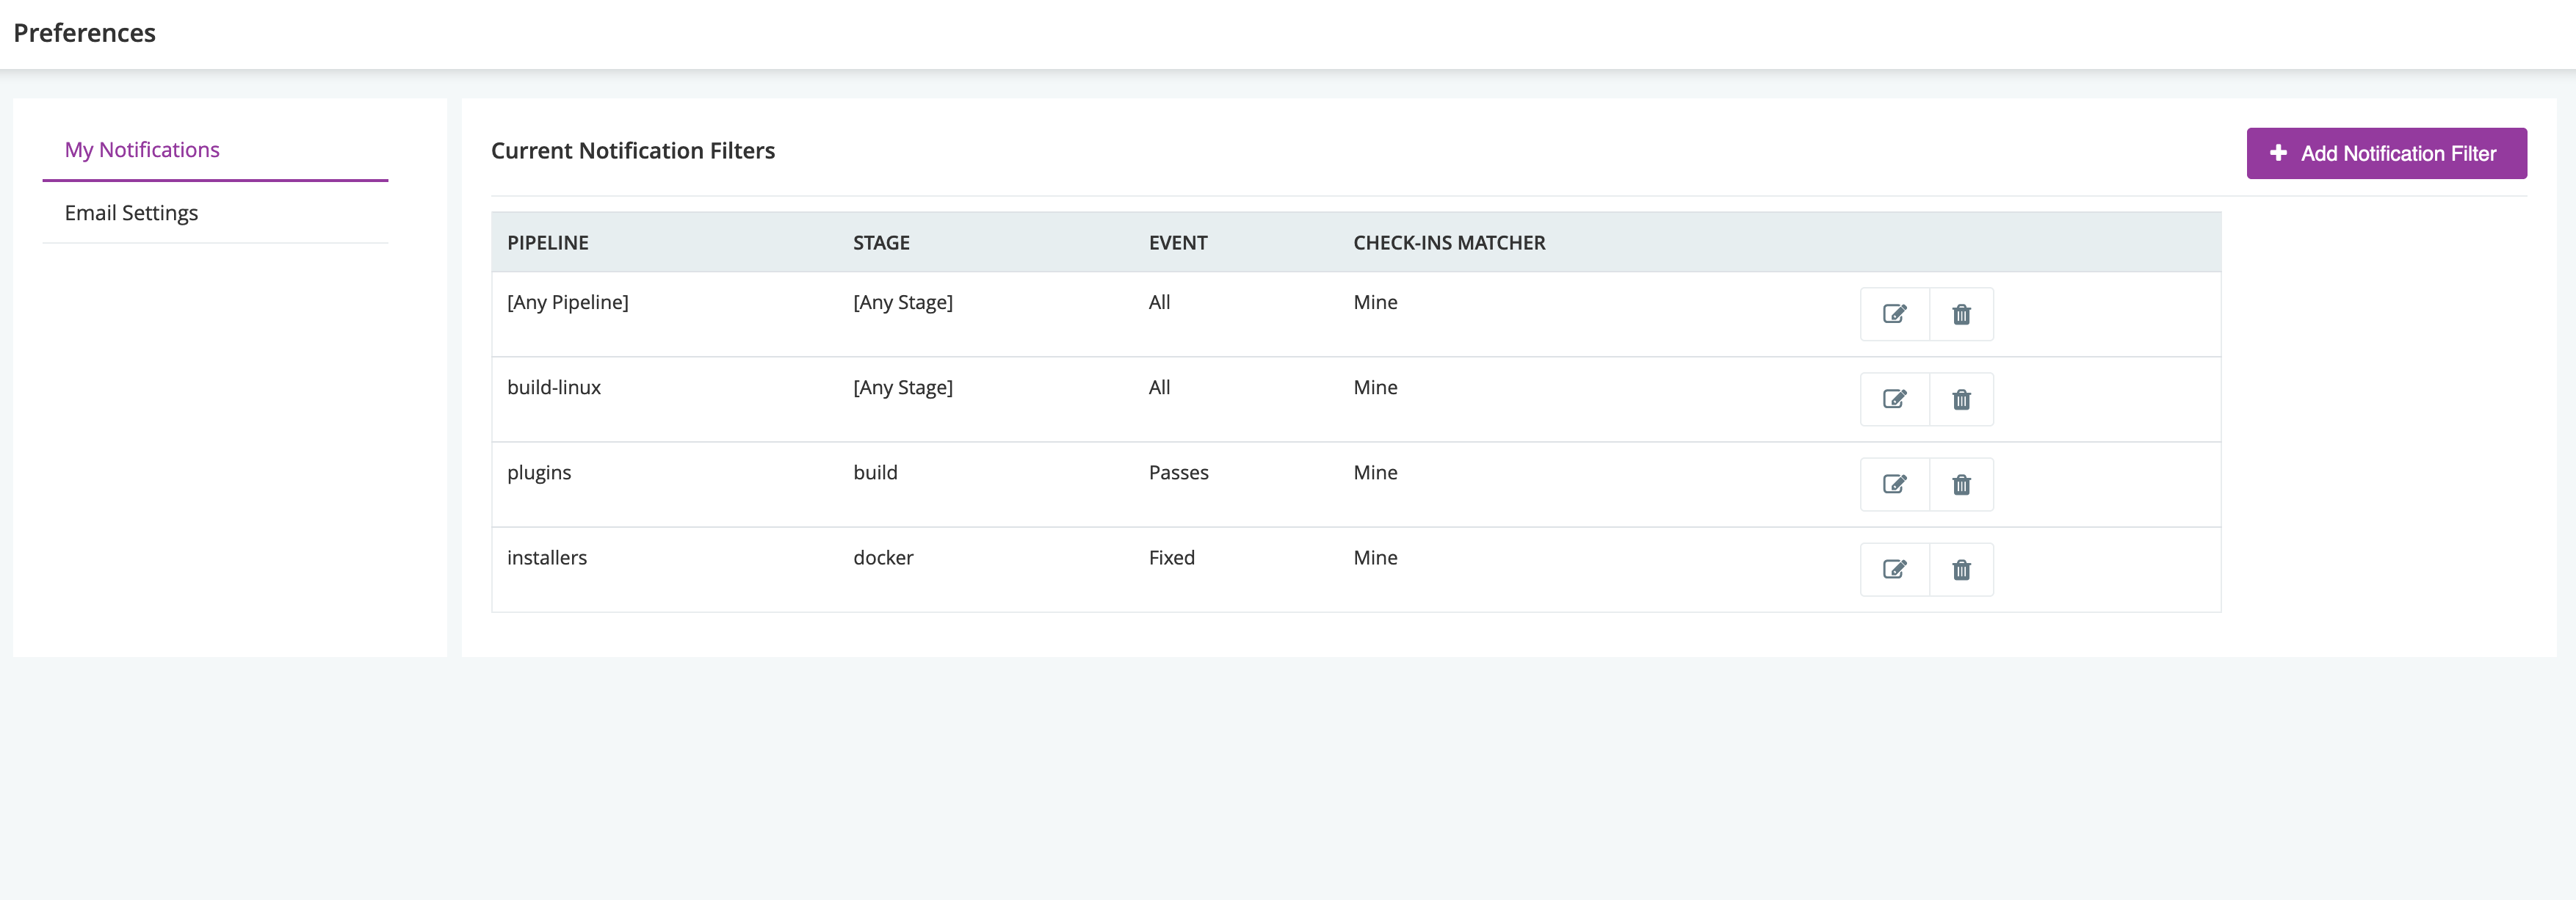 Preferences
My Notifications
Email Settings
Current Notification Filters
Add Notification Filter
PIPELINE STAGE EVENT CHECK-INS MATCHER
[Any Pipeline] [Any Stage] All Mine
build-linux [Any Stage] All Mine
plugins build Passes Mine
installers docker Fixed Mine